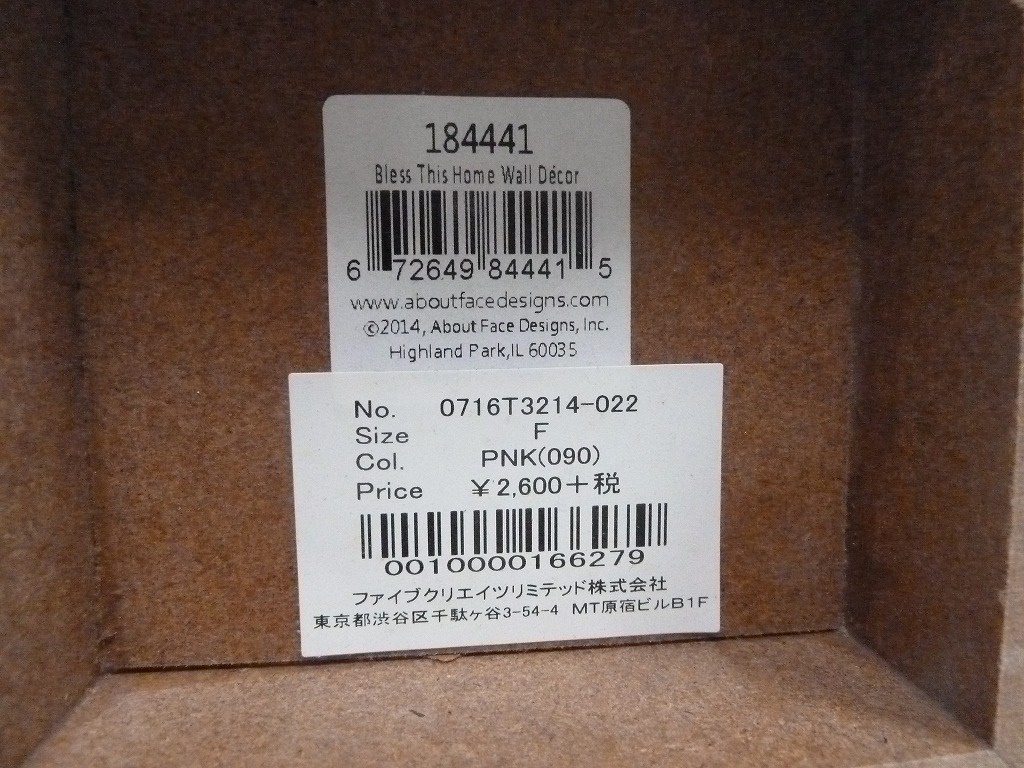 184441
Bless This Home Wall Décor
6 72649 84441 5
www.aboutfacedesigns.com
©2014, About Face Designs, Inc.
Highland Park,IL 60035
No. 0716T3214-022
Size F
Col. PNK(090)
Price ¥2,600+税
0010000166279
ファイブクリエイツリミテッド株式会社
東京都渋谷区千駄ヶ谷3-54-4 MT原宿ビルB1F